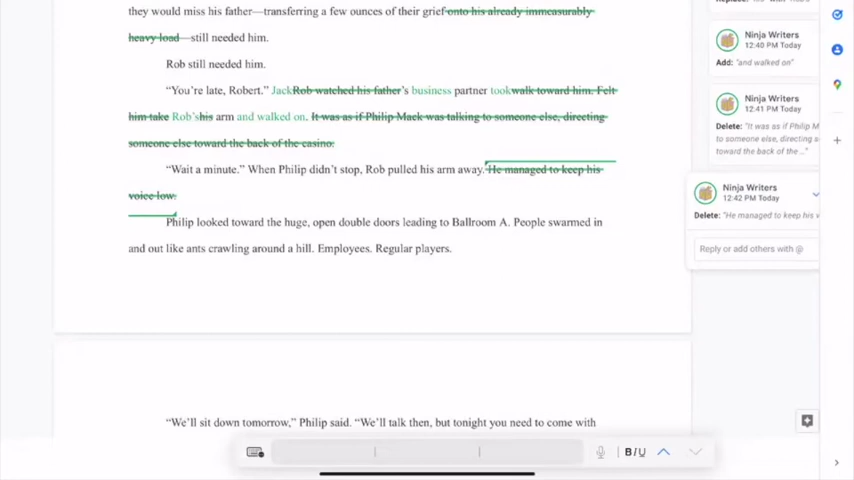 they would miss his father—transferring a few ounces of their grief onto his already immeasurably
heavy load—still needed him.
Rob still needed him.
“You’re late, Robert.” JackRob watched his father’s business partner tookwalk toward him. Felt
him take Rob’shis arm and walked on. It was as if Philip Mack was talking to someone else, directing
someone else toward the back of the casino.
“Wait a minute.” When Philip didn’t stop, Rob pulled his arm away. He managed to keep his
voice low.
Philip looked toward the huge, open double doors leading to Ballroom A. People swarmed in
and out like ants crawling around a hill. Employees. Regular players.
“We’ll sit down tomorrow,” Philip said. “We’ll talk then, but tonight you need to come with
Ninja Writers
12:40 PM Today
Add: “and walked on”
Ninja Writers
12:41 PM Today
Delete: “It was as if Philip M
to someone else, directing s
toward the back of the ...”
Ninja Writers
12:42 PM Today
Delete: “He managed to keep his v
Reply or add others with @
B I U